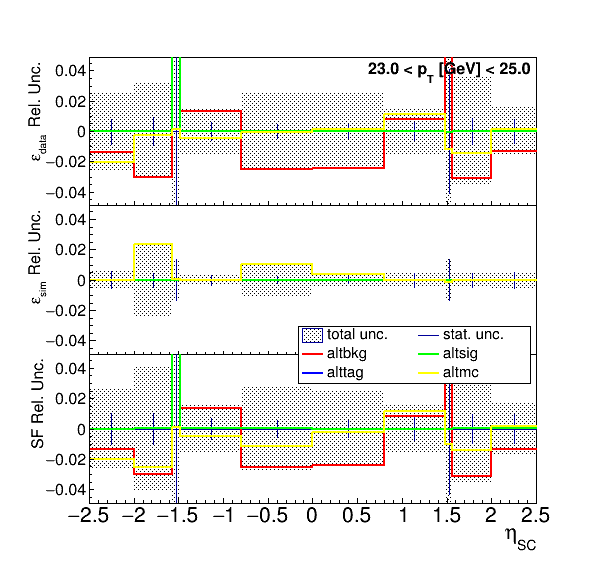 23.0 < p_T [GeV] < 25.0
ε_data Rel. Unc.
0.04
0.02
0
−0.02
−0.04
ε_sim Rel. Unc.
0.04
0.02
0
−0.02
−0.04
total unc. stat. unc.
altbkg altsig
alttag altmc
SF Rel. Unc.
0.04
0.02
0
−0.02
−0.04
−2.5 −2 −1.5 −1 −0.5 0 0.5 1 1.5 2 2.5
η_SC